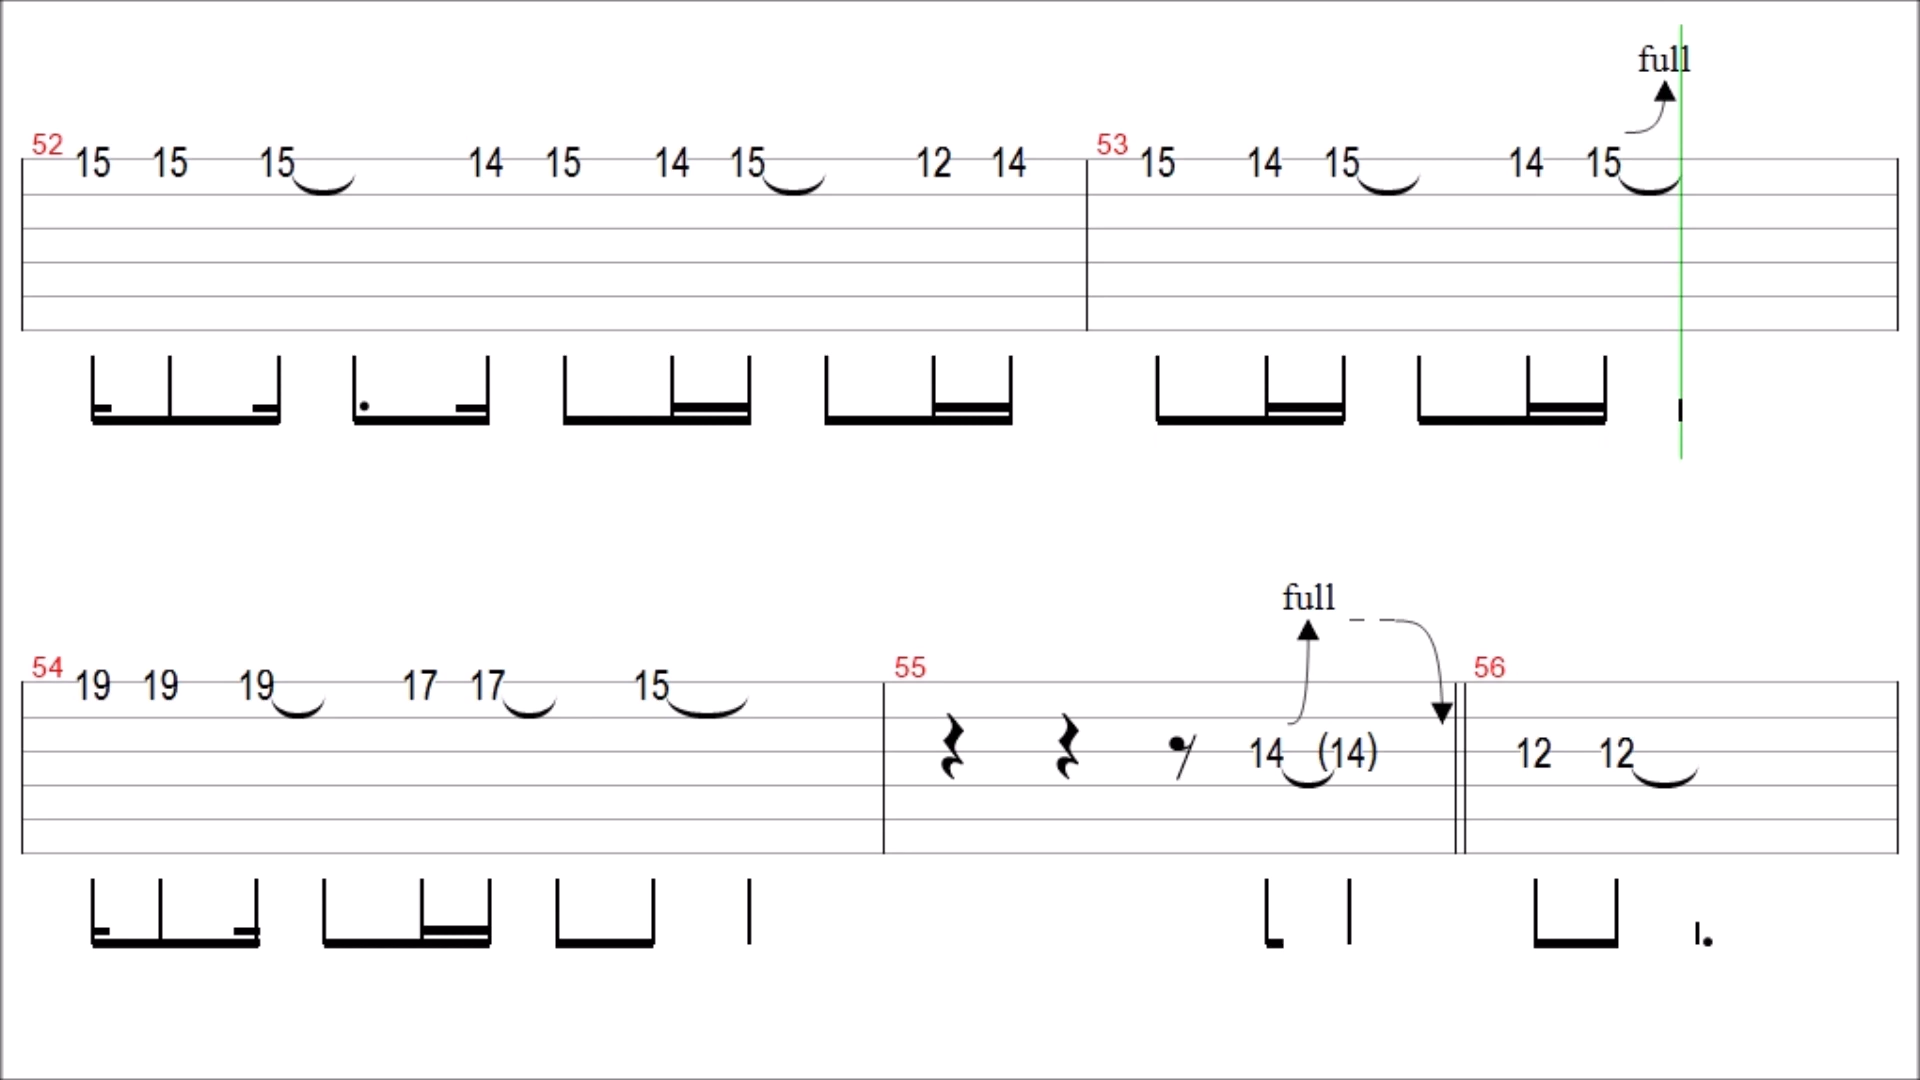 full
52 15 15 15 14 15 14 15 12 14 53 15 14 15 14 15
full
54 19 19 19 17 17 15 55 56
14 (14) 12 12